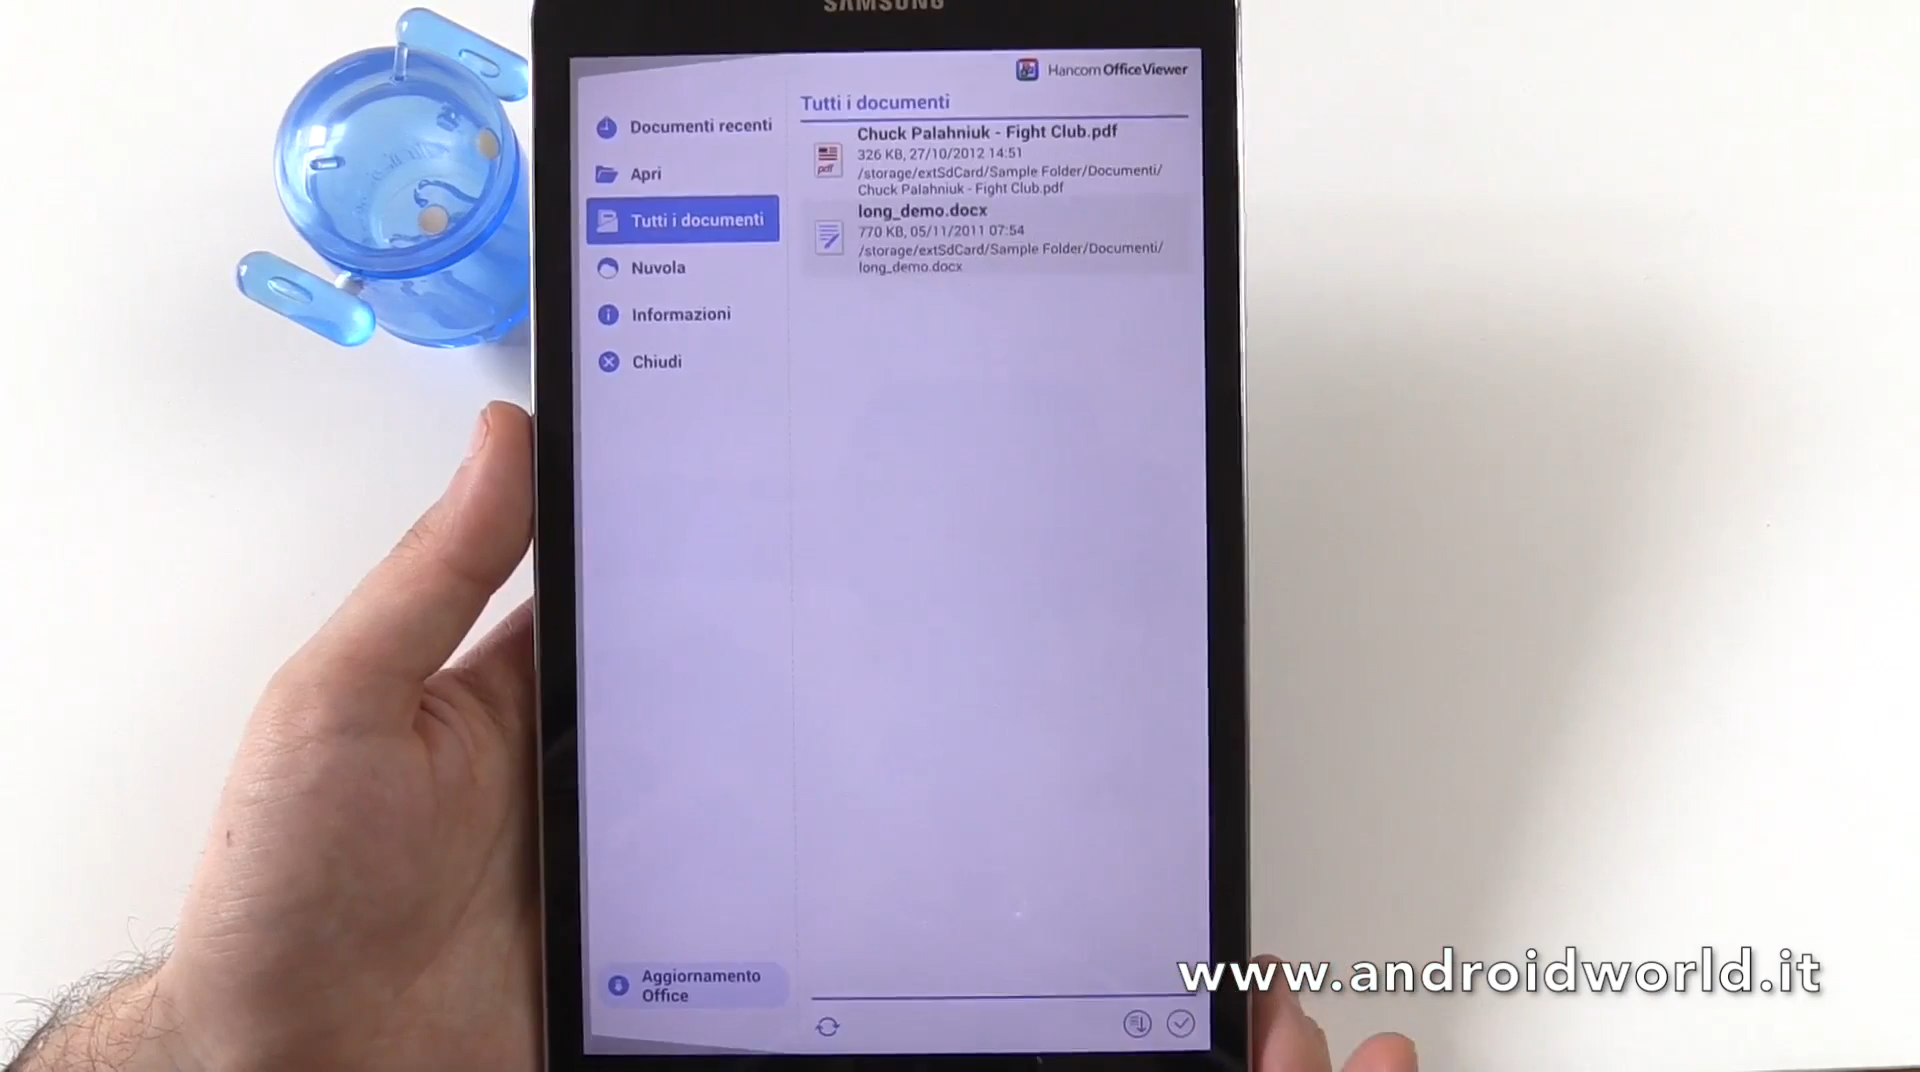 SAMSUNG
Hancom OfficeViewer
Documenti recenti
Apri
Tutti i documenti
Nuvola
Informazioni
Chiudi
Tutti i documenti
Chuck Palahniuk - Fight Club.pdf
326 KB, 27/10/2012 14:51
/storage/extSdCard/Sample Folder/Documenti/
Chuck Palahniuk - Fight Club.pdf
pdf
long_demo.docx
770 KB, 05/11/2011 07:54
/storage/extSdCard/Sample Folder/Documenti/
long_demo.docx
Aggiornamento
Office
www.androidworld.it